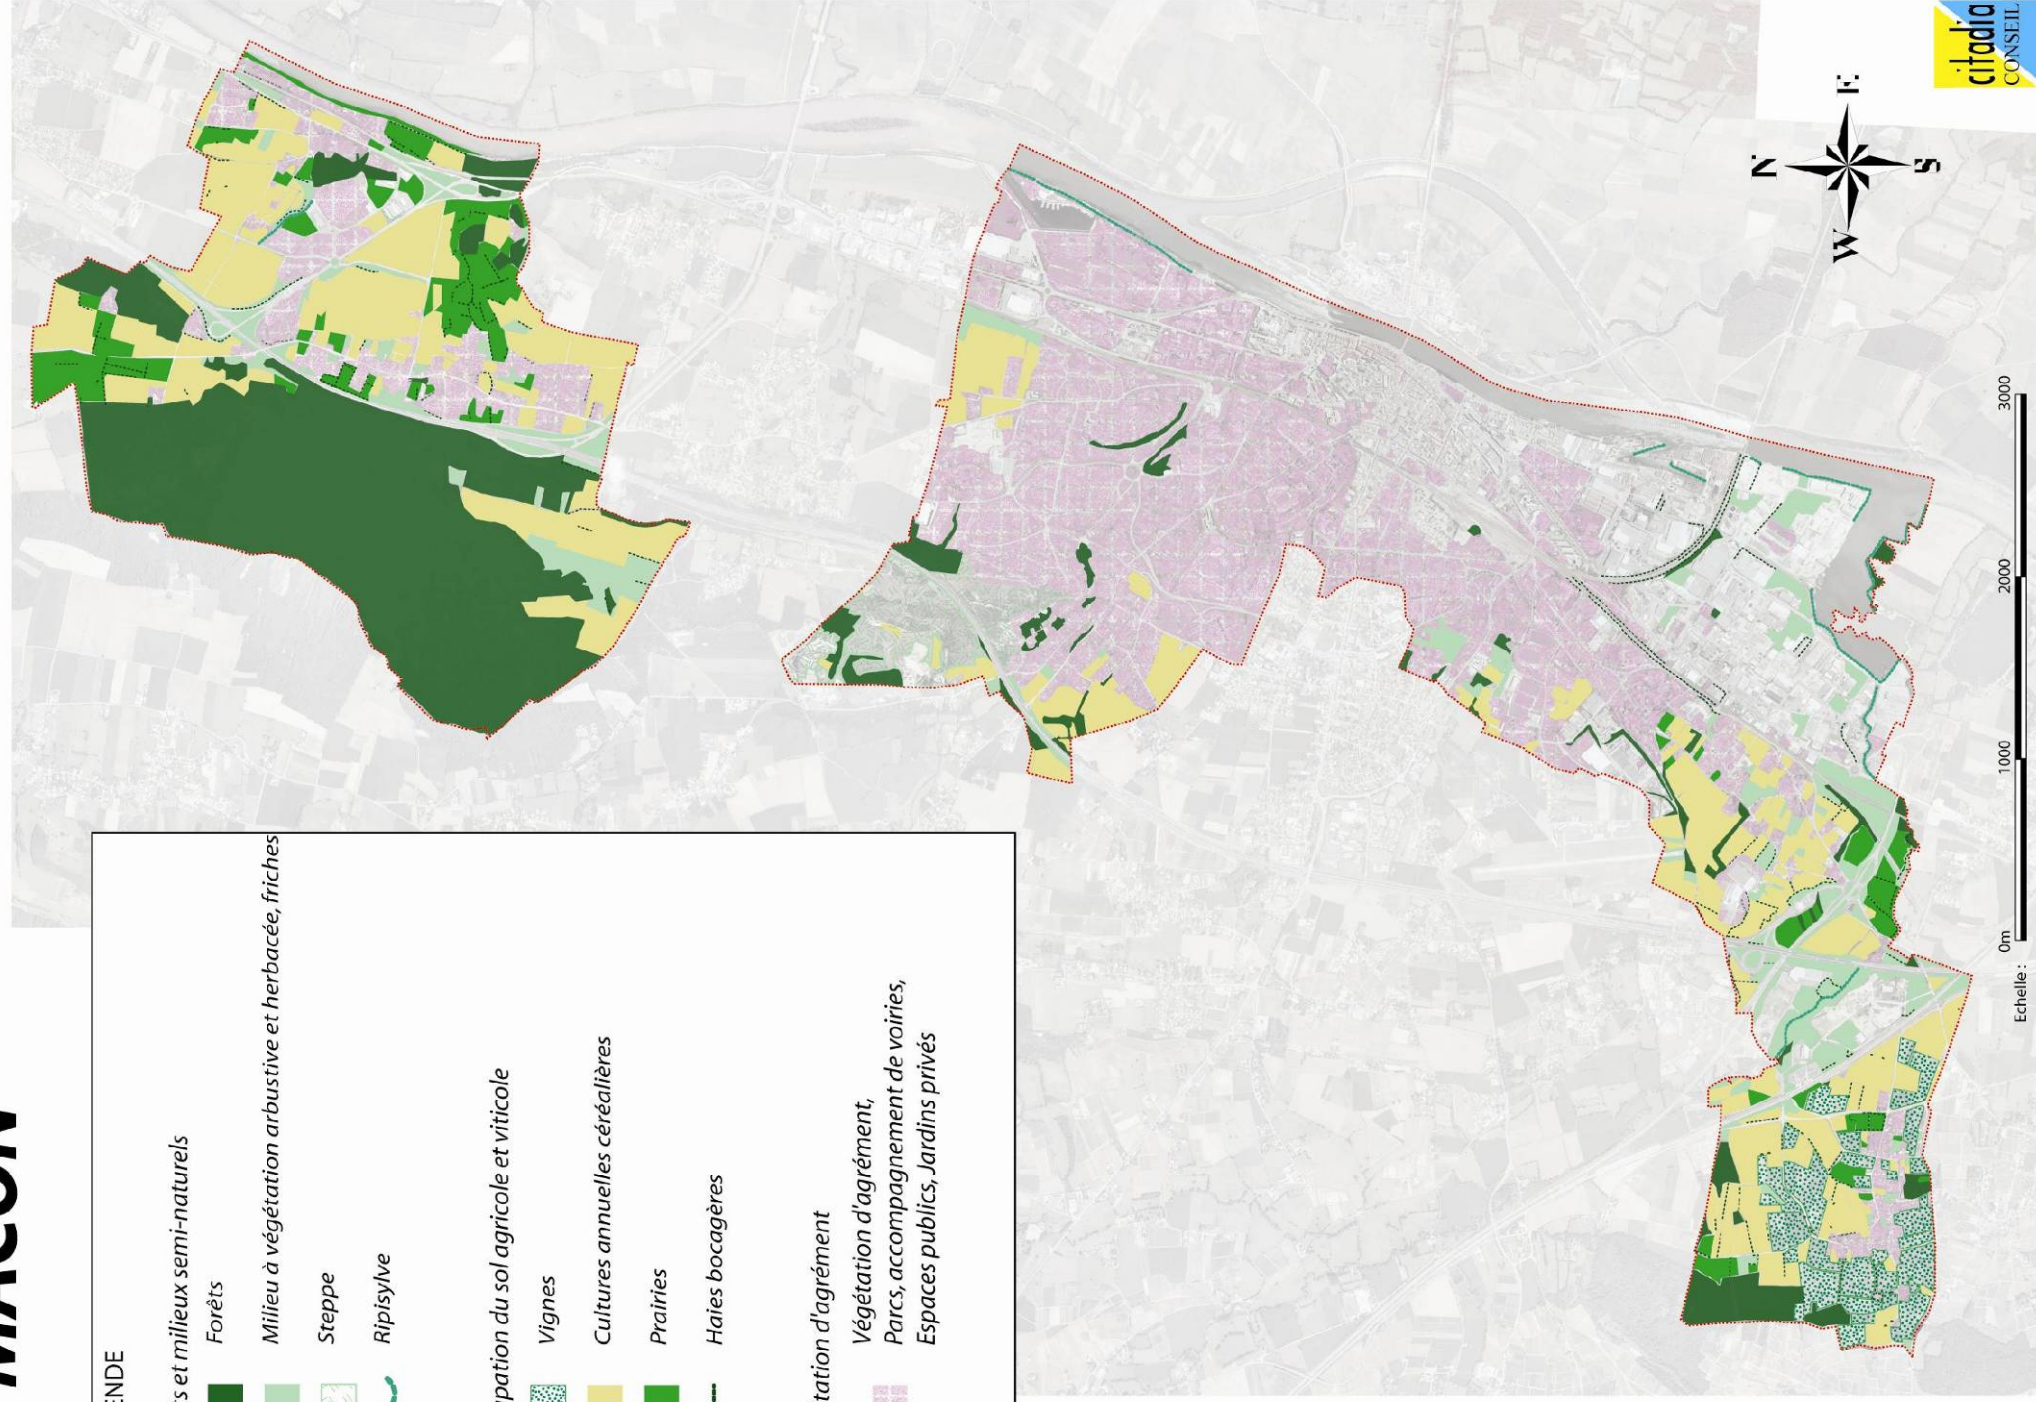 MÂCON
ENDE
s et milieux semi-naturels
Forêts
Milieu à végétation arbustive et herbacée, friches
Steppe
Ripisylve
pation du sol agricole et viticole
Vignes
Cultures annuelles céréalières
Prairies
Haies bocagères
tation d'agrément
Végétation d'agrément,
Parcs, accompagnement de voiries,
Espaces publics, Jardins privés
N
W
E
S
Echelle :
0m
1000
2000
3000
citadia
CONSEIL